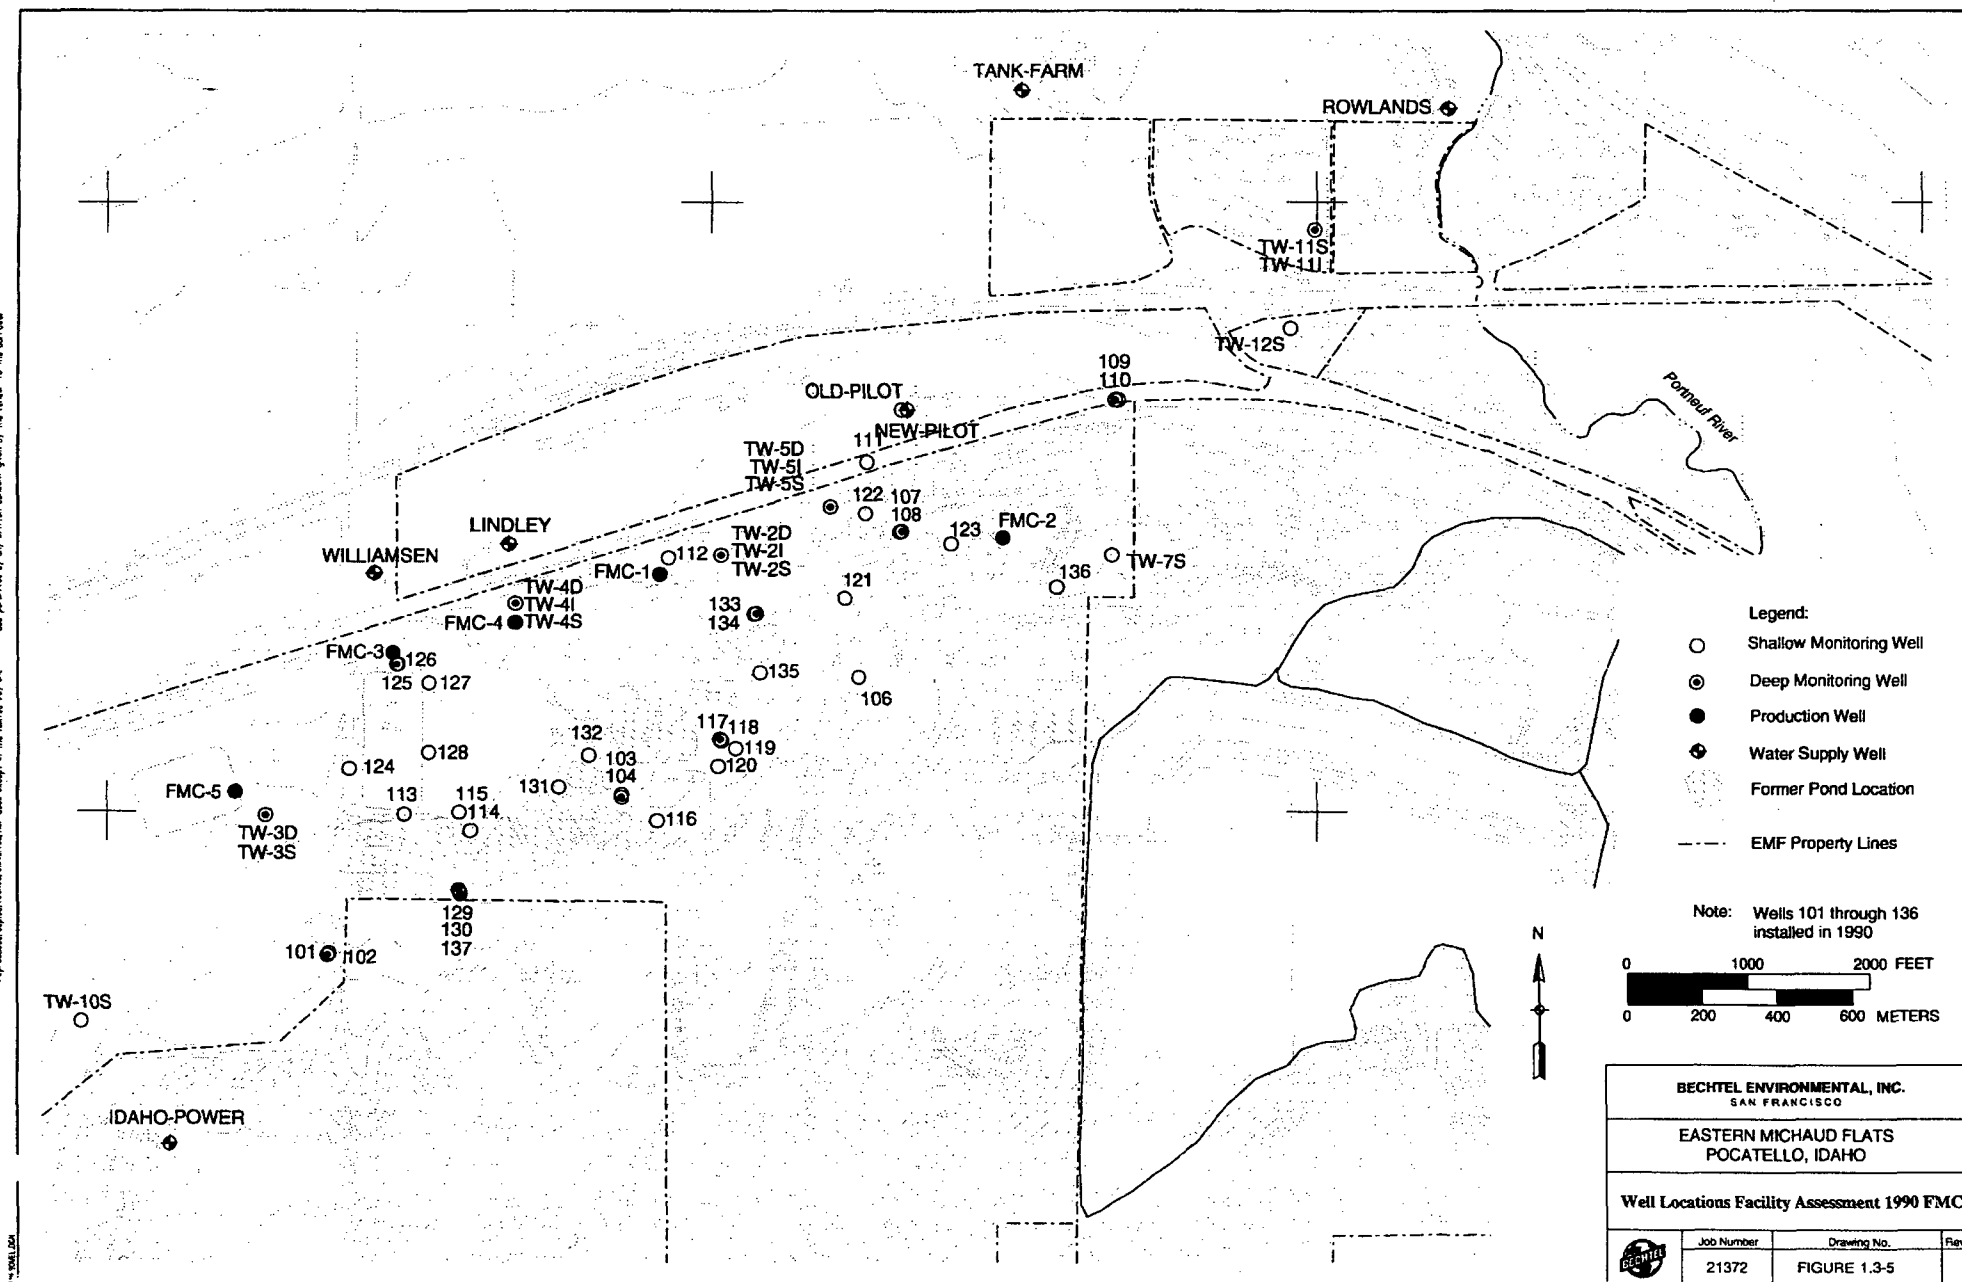 TANK-FARM
ROWLANDS
TW-11S
TW-11I
TW-12S
109
110
OLD-PILOT
NEW-PILOT
111
TW-5D
TW-5I
TW-5S
122
107
108
123
FMC-2
TW-7S
136
Portneuf River
LINDLEY
WILLIAMSEN
112
FMC-1
TW-2D
TW-2I
TW-2S
TW-4D
TW-4I
TW-4S
FMC-4
121
133
134
FMC-3
126
125
127
135
106
117
118
119
120
132
103
104
128
124
131
FMC-5
113
115
114
116
TW-3D
TW-3S
129
130
137
101
102
TW-10S
IDAHO-POWER
Legend:
Shallow Monitoring Well
Deep Monitoring Well
Production Well
Water Supply Well
Former Pond Location
EMF Property Lines
Note: Wells 101 through 136
installed in 1990
N
0 1000 2000 FEET
0 200 400 600 METERS
BECHTEL ENVIRONMENTAL, INC.
SAN FRANCISCO
EASTERN MICHAUD FLATS
POCATELLO, IDAHO
Well Locations Facility Assessment 1990 FMC
BECHTEL
Job Number Drawing No. Rev
21372 FIGURE 1.3-5